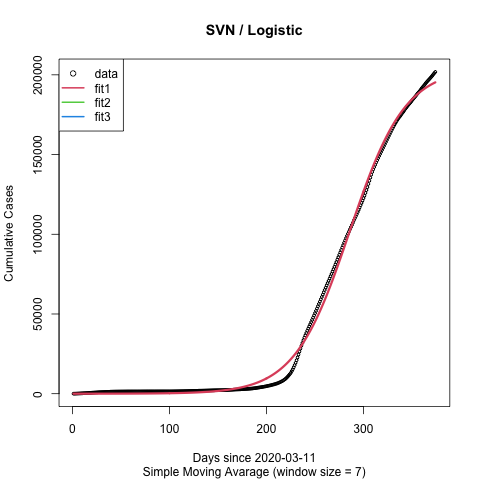 SVN / Logistic
data
fit1
fit2
fit3
Cumulative Cases
200000
150000
100000
50000
0
0 100 200 300
Days since 2020-03-11
Simple Moving Avarage (window size = 7)